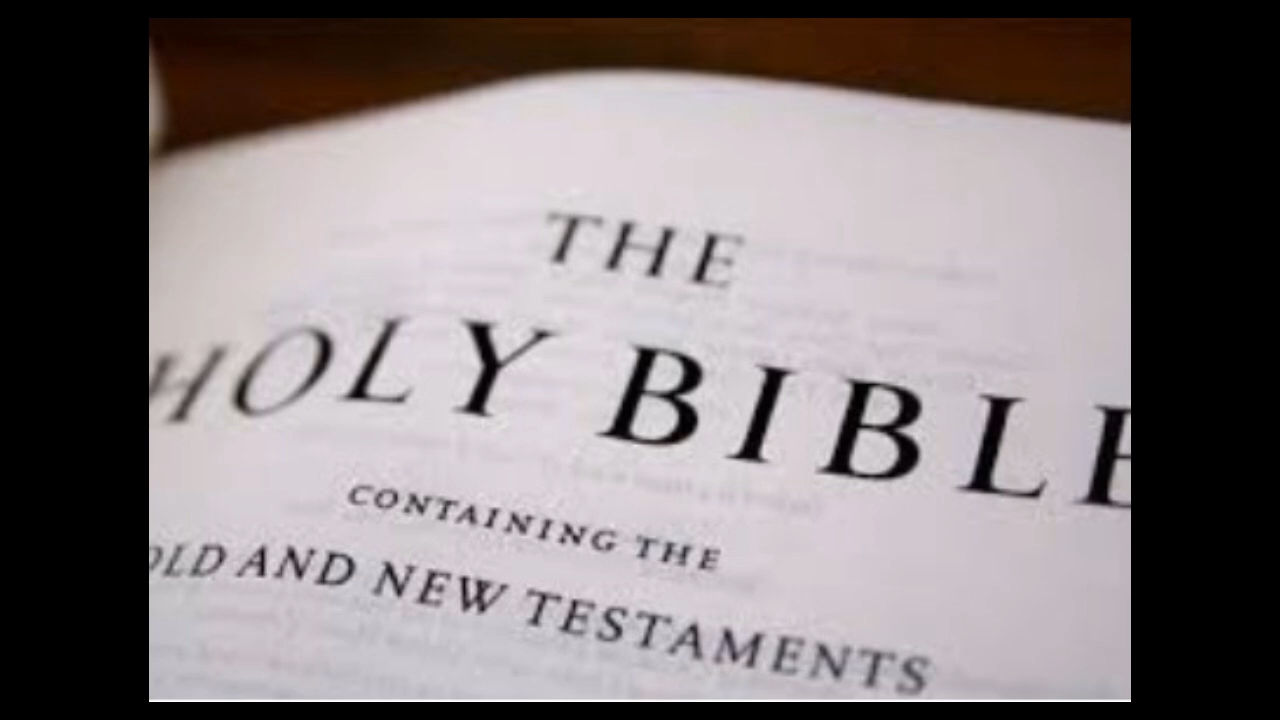 THE
HOLY BIBLE
CONTAINING THE
OLD AND NEW TESTAMENTS